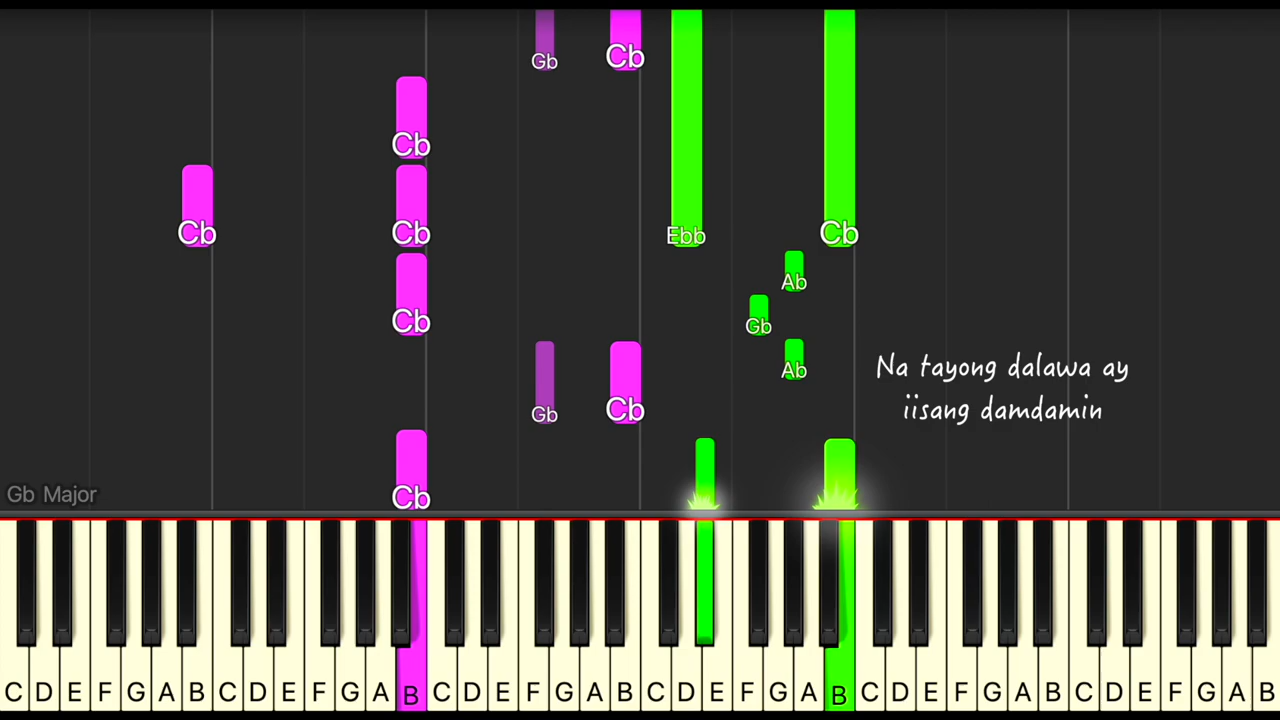 Gb Cb
Cb
Cb Cb Ebb Cb
Ab
Cb Gb
Na tayong dalawa ay
Ab
iisang damdamin
Gb Cb
Gb Major Cb
C D E F G A B C D E F G A B C D E F G A B C D E F G A B C D E F G A B C D E F G A B